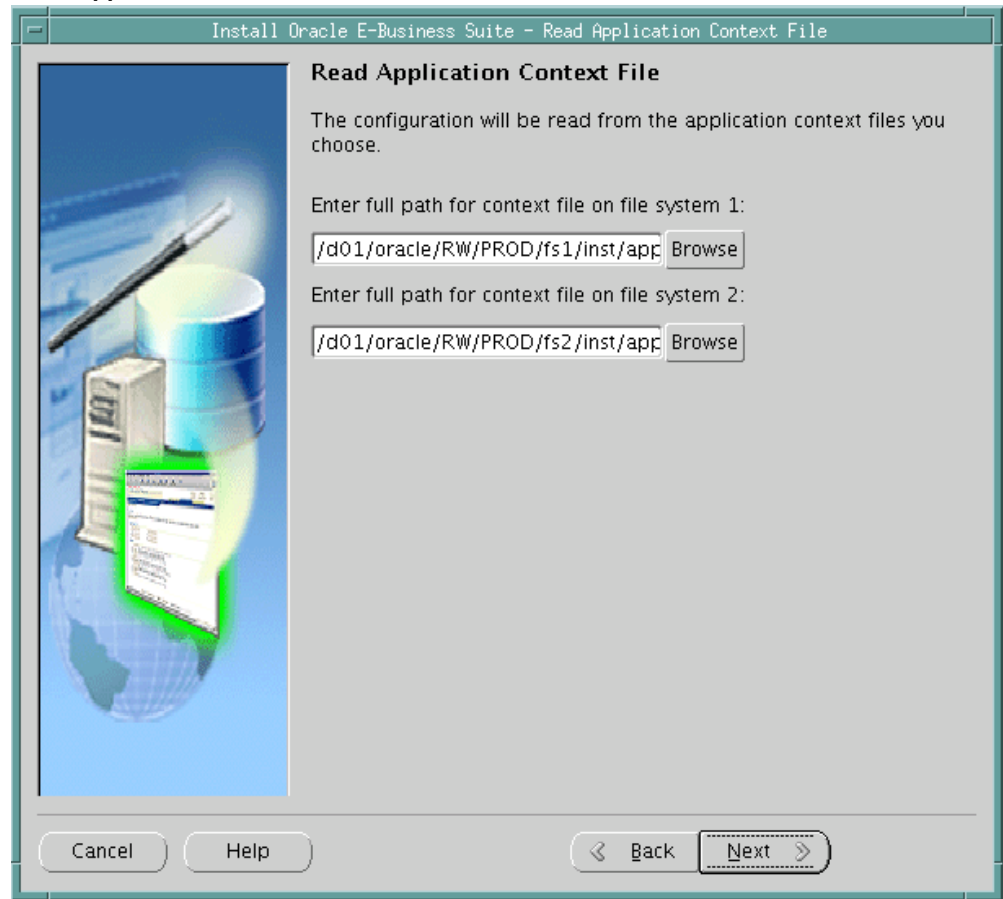 Install Oracle E-Business Suite - Read Application Context File
Read Application Context File
The configuration will be read from the application context files you
choose.
Enter full path for context file on file system 1:
/d01/oracle/RW/PROD/fs1/inst/app Browse
Enter full path for context file on file system 2:
/d01/oracle/RW/PROD/fs2/inst/app Browse
Cancel Help Back Next